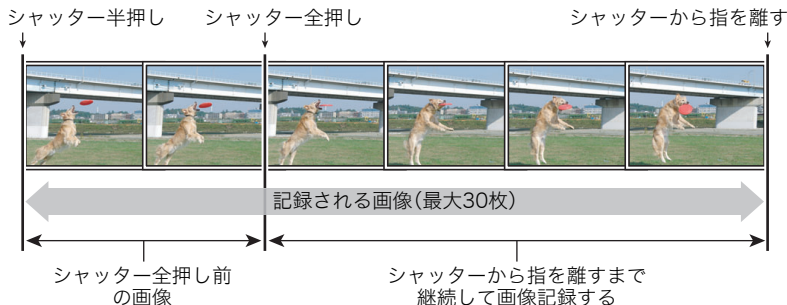 シャッター半押し
シャッター全押し
シャッターから指を離す
記録される画像（最大30枚）
シャッター全押し前
の画像
シャッターから指を離すまで
継続して画像記録する